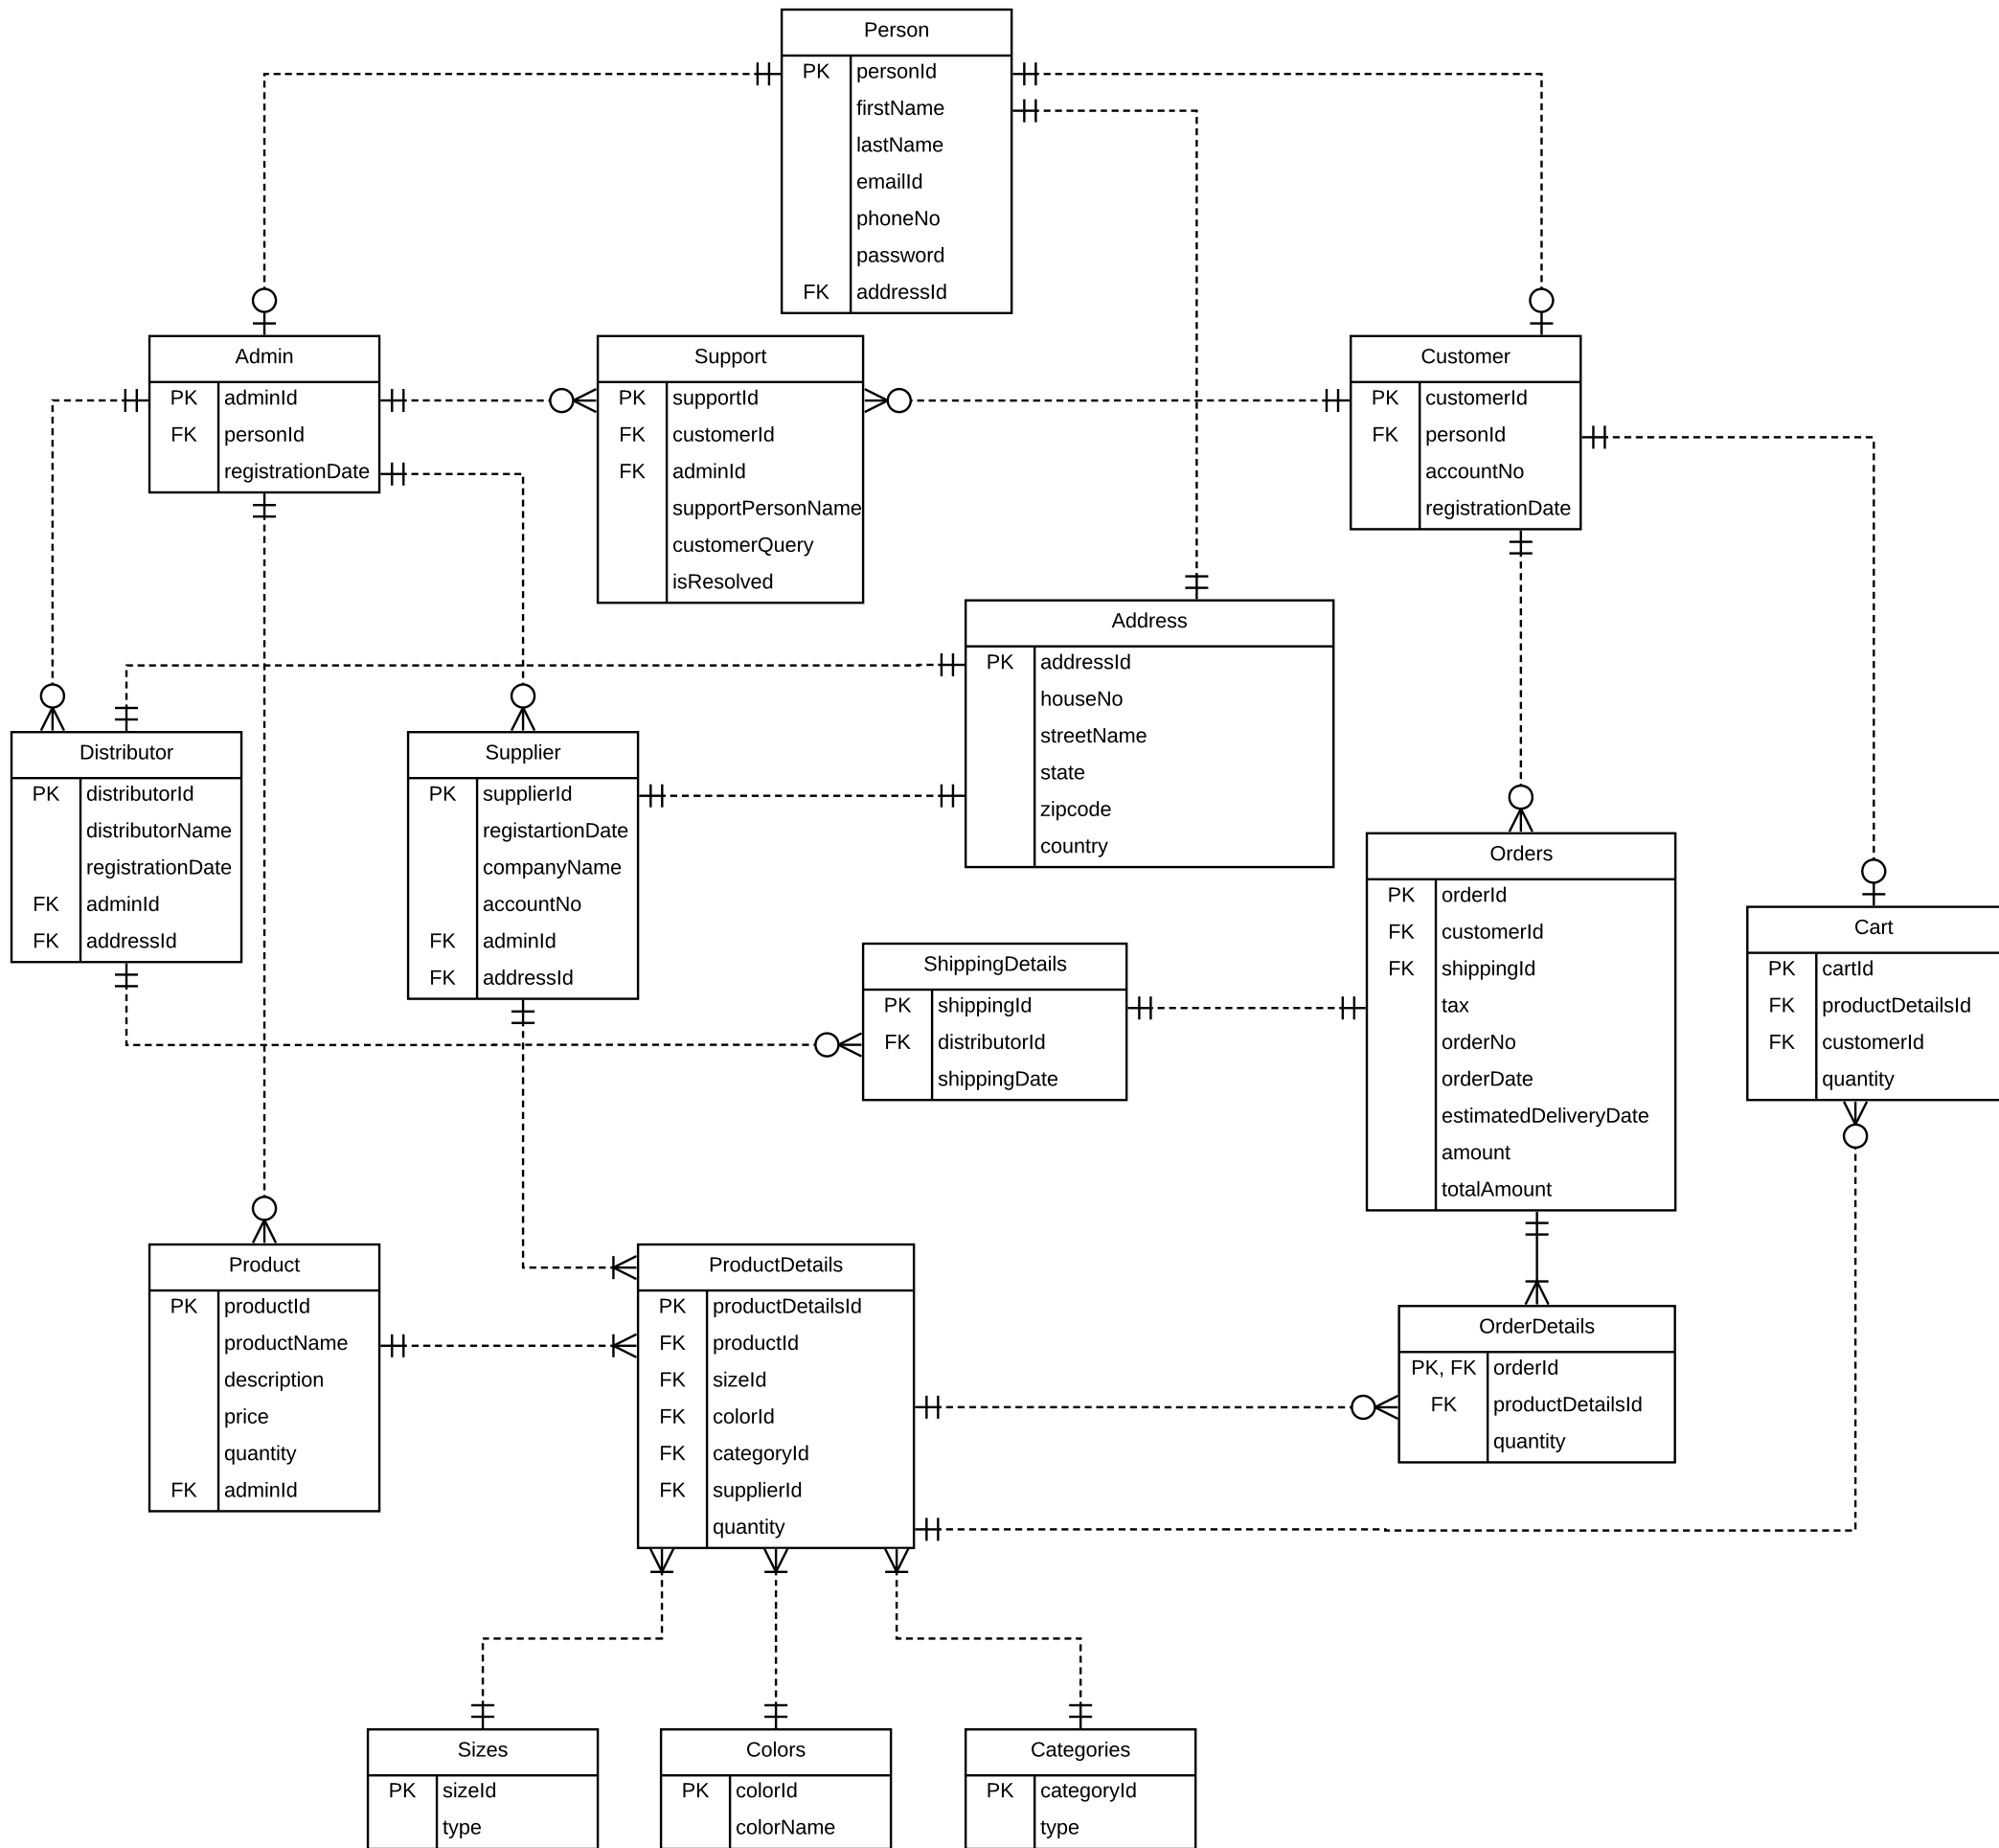 Person
PK personId
firstName
lastName
emailId
phoneNo
password
FK addressId
Admin
PK adminId
FK personId
registrationDate
Support
PK supportId
FK customerId
FK adminId
supportPersonName
customerQuery
isResolved
Customer
PK customerId
FK personId
accountNo
registrationDate
Address
PK addressId
houseNo
streetName
state
zipcode
country
Distributor
PK distributorId
distributorName
registrationDate
FK adminId
FK addressId
Supplier
PK supplierId
registartionDate
companyName
accountNo
FK adminId
FK addressId
Orders
PK orderId
FK customerId
FK shippingId
tax
orderNo
orderDate
estimatedDeliveryDate
amount
totalAmount
Cart
PK cartId
FK productDetailsId
FK customerId
quantity
ShippingDetails
PK shippingId
FK distributorId
shippingDate
Product
PK productId
productName
description
price
quantity
FK adminId
ProductDetails
PK productDetailsId
FK productId
FK sizeId
FK colorId
FK categoryId
FK supplierId
quantity
OrderDetails
PK, FK orderId
FK productDetailsId
quantity
Sizes
PK sizeId
type
Colors
PK colorId
colorName
Categories
PK categoryId
type